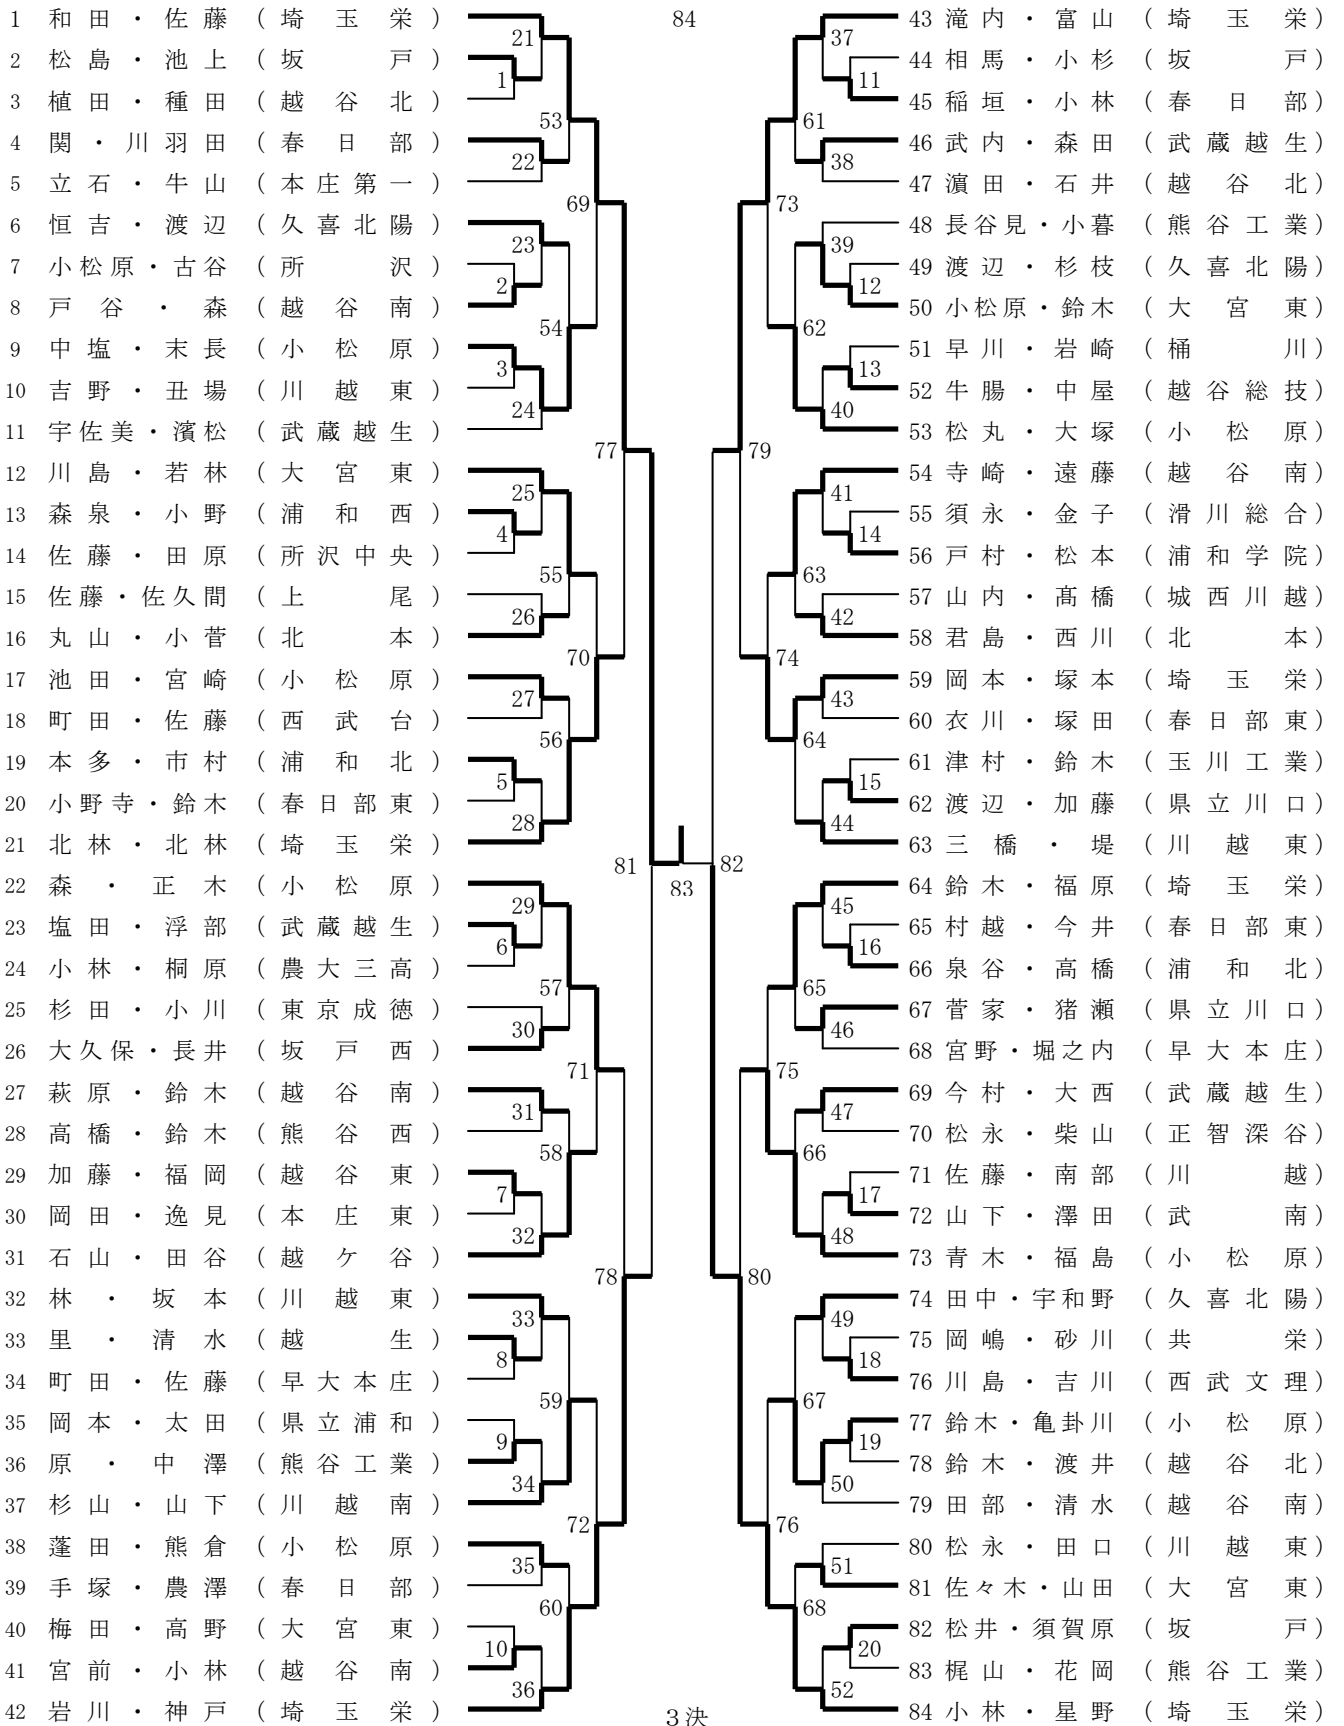 84
1 和田・佐藤 (埼玉栄)
2 松島・池上 (坂戸)
3 植田・種田 (越谷北)
4 関・川羽田 (春日部)
5 立石・牛山 (本庄第一)
6 恒吉・渡辺 (久喜北陽)
7 小松原・古谷 (所沢)
8 戸谷・森 (越谷南)
9 中塩・末長 (小松原)
10 吉野・丑場 (川越東)
11 宇佐美・濱松 (武蔵越生)
12 川島・若林 (大宮東)
13 森泉・小野 (浦和西)
14 佐藤・田原 (所沢中央)
15 佐藤・佐久間 (上尾)
16 丸山・小菅 (北本)
17 池田・宮崎 (小松原)
18 町田・佐藤 (西武台)
19 本多・市村 (浦和北)
20 小野寺・鈴木 (春日部東)
21 北林・北林 (埼玉栄)
22 森・正木 (小松原)
23 塩田・浮部 (武蔵越生)
24 小林・桐原 (農大三高)
25 杉田・小川 (東京成徳)
26 大久保・長井 (坂戸西)
27 萩原・鈴木 (越谷南)
28 高橋・鈴木 (熊谷西)
29 加藤・福岡 (越谷東)
30 岡田・逸見 (本庄東)
31 石山・田谷 (越ケ谷)
32 林・坂本 (川越東)
33 里・清水 (越生)
34 町田・佐藤 (早大本庄)
35 岡本・太田 (県立浦和)
36 原・中澤 (熊谷工業)
37 杉山・山下 (川越南)
38 蓬田・熊倉 (小松原)
39 手塚・農澤 (春日部)
40 梅田・高野 (大宮東)
41 宮前・小林 (越谷南)
42 岩川・神戸 (埼玉栄)
21
1
53
22
69
23
2
54
3
24
77
25
4
55
26
70
27
56
5
28
81
29
6
57
30
71
31
58
7
32
78
33
8
59
9
34
72
35
60
10
36
83
82
37
11
61
38
73
39
12
62
13
40
79
41
14
63
42
74
43
64
15
44
45
16
65
46
75
47
66
17
48
80
49
18
67
19
50
76
51
68
20
52
43 滝内・富山 (埼玉栄)
44 相馬・小杉 (坂戸)
45 稲垣・小林 (春日部)
46 武内・森田 (武蔵越生)
47 濵田・石井 (越谷北)
48 長谷見・小暮 (熊谷工業)
49 渡辺・杉枝 (久喜北陽)
50 小松原・鈴木 (大宮東)
51 早川・岩崎 (桶川)
52 牛腸・中屋 (越谷総技)
53 松丸・大塚 (小松原)
54 寺崎・遠藤 (越谷南)
55 須永・金子 (滑川総合)
56 戸村・松本 (浦和学院)
57 山内・髙橋 (城西川越)
58 君島・西川 (北本)
59 岡本・塚本 (埼玉栄)
60 衣川・塚田 (春日部東)
61 津村・鈴木 (玉川工業)
62 渡辺・加藤 (県立川口)
63 三橋・堤 (川越東)
64 鈴木・福原 (埼玉栄)
65 村越・今井 (春日部東)
66 泉谷・高橋 (浦和北)
67 菅家・猪瀬 (県立川口)
68 宮野・堀之内 (早大本庄)
69 今村・大西 (武蔵越生)
70 松永・柴山 (正智深谷)
71 佐藤・南部 (川越)
72 山下・澤田 (武南)
73 青木・福島 (小松原)
74 田中・宇和野 (久喜北陽)
75 岡嶋・砂川 (共栄)
76 川島・吉川 (西武文理)
77 鈴木・亀卦川 (小松原)
78 鈴木・渡井 (越谷北)
79 田部・清水 (越谷南)
80 松永・田口 (川越東)
81 佐々木・山田 (大宮東)
82 松井・須賀原 (坂戸)
83 梶山・花岡 (熊谷工業)
84 小林・星野 (埼玉栄)
3決